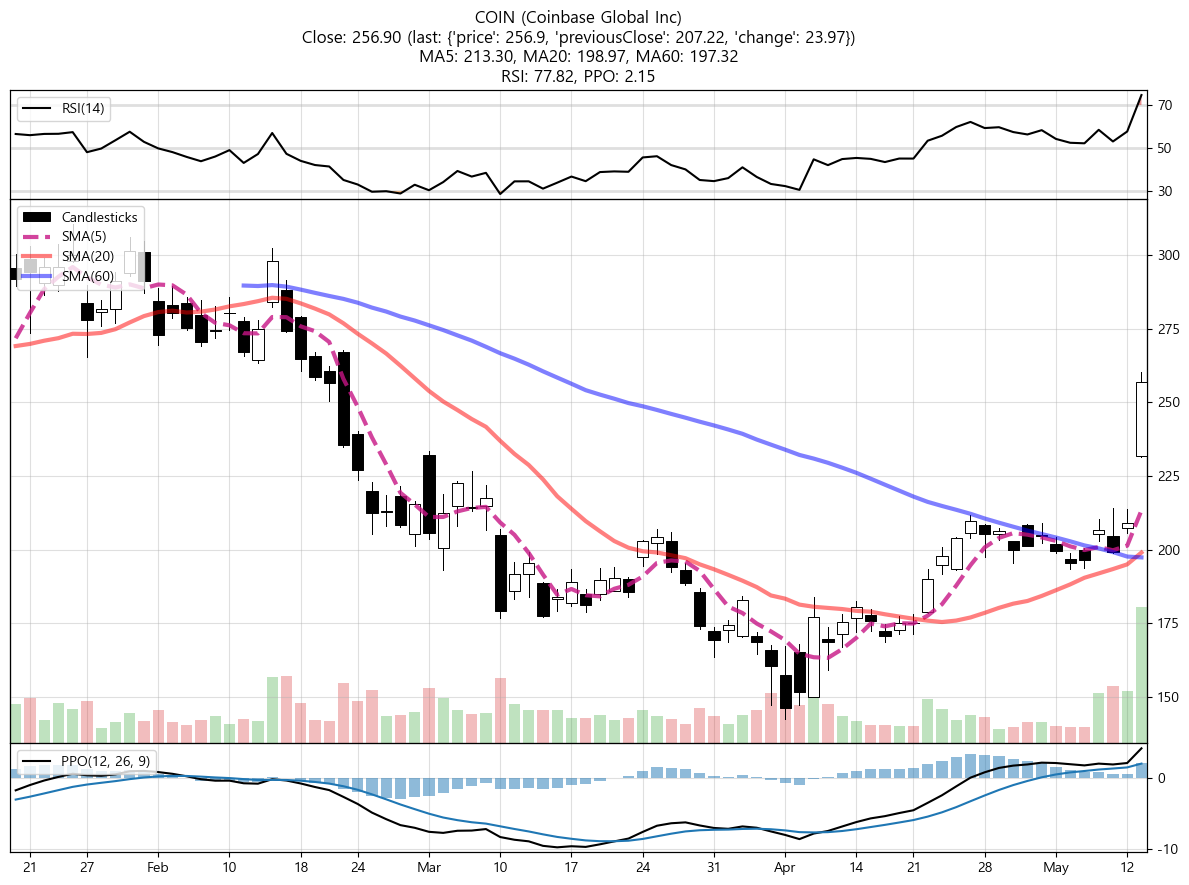 COIN (Coinbase Global Inc)
Close: 256.90 (last: {'price': 256.9, 'previousClose': 207.22, 'change': 23.97})
MA5: 213.30, MA20: 198.97, MA60: 197.32
RSI: 77.82, PPO: 2.15
RSI(14)
70
50
30
Candlesticks
SMA(5)
SMA(20)
SMA(60)
300
275
250
225
200
175
150
PPO(12, 26, 9)
0
-10
21 27 Feb 10 18 24 Mar 10 17 24 31 Apr 14 21 28 May 12